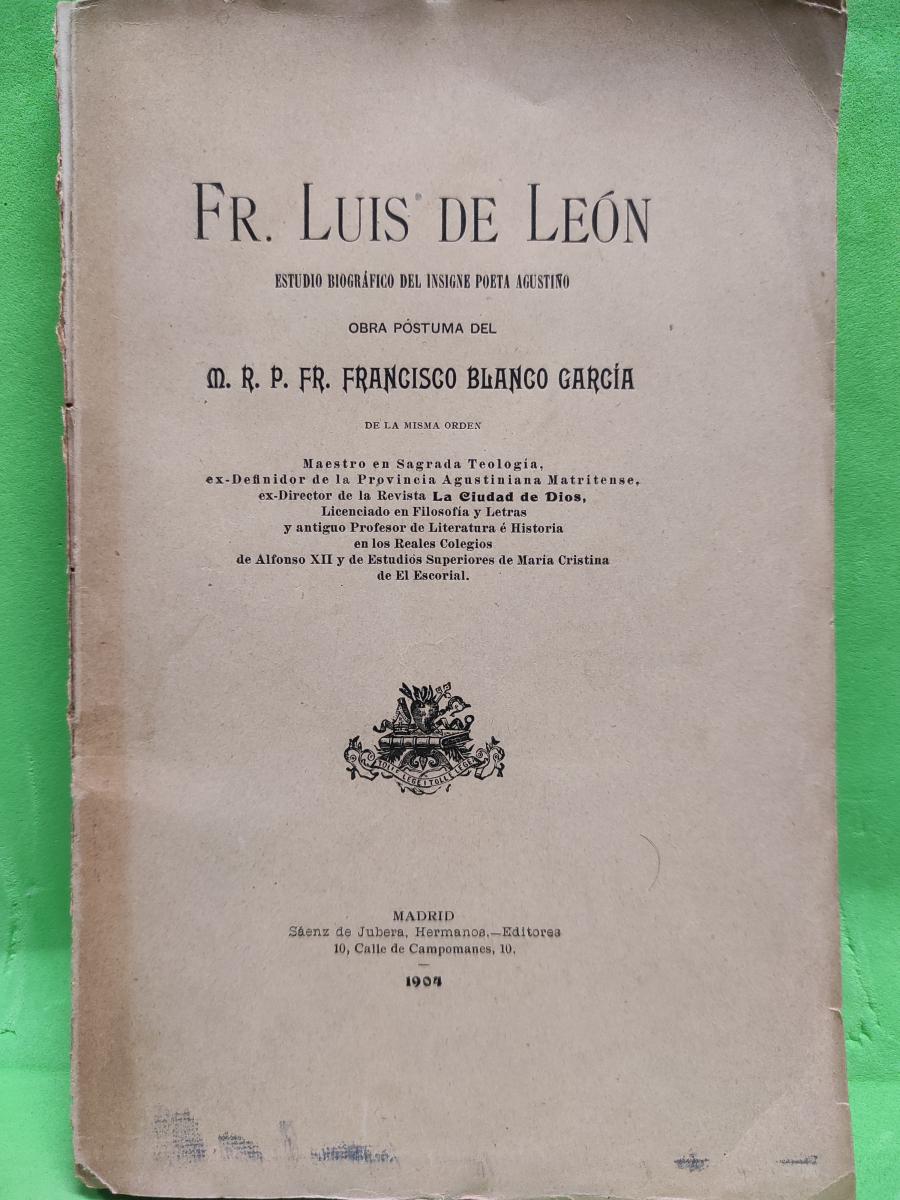 FR. LUIS DE LEÓN
ESTUDIO BIOGRÁFICO DEL INSIGNE POETA AGUSTIÑO
OBRA PÓSTUMA DEL
M. R. P. FR. FRANCISCO BLANCO GARCÍA
DE LA MISMA ORDEN
Maestro en Sagrada Teología,
ex-Definidor de la Provincia Agustiniana Matritense,
ex-Director de la Revista La Ciudad de Dios,
Licenciado en Filosofía y Letras
y antiguo Profesor de Literatura é Historia
en los Reales Colegios
de Alfonso XII y de Estudios Superiores de María Cristina
de El Escorial.
TOLLE LEGE TOLLE LEGE
MADRID
Sáenz de Jubera, Hermanos.—Editores
10, Calle de Campomanes, 10.
1904